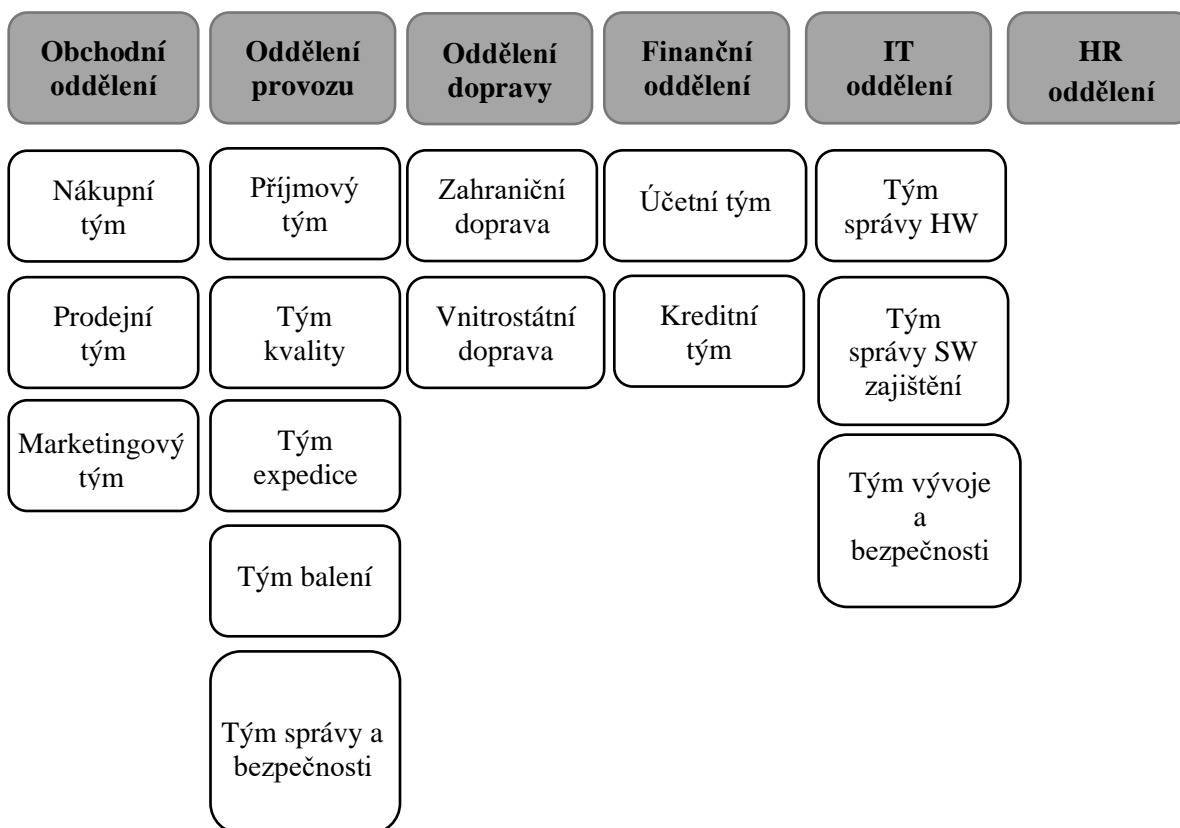 Obchodní
oddělení
Oddělení
provozu
Oddělení
dopravy
Finanční
oddělení
IT
oddělení
HR
oddělení
Nákupní
tým
Příjmový
tým
Zahraniční
doprava
Účetní tým
Tým
správy HW
Prodejní
tým
Tým
kvality
Vnitrostátní
doprava
Kreditní
tým
Tým
správy SW
zajištění
Marketingový
tým
Tým
expedice
Tým vývoje
a
bezpečnosti
Tým balení
Tým správy a
bezpečnosti